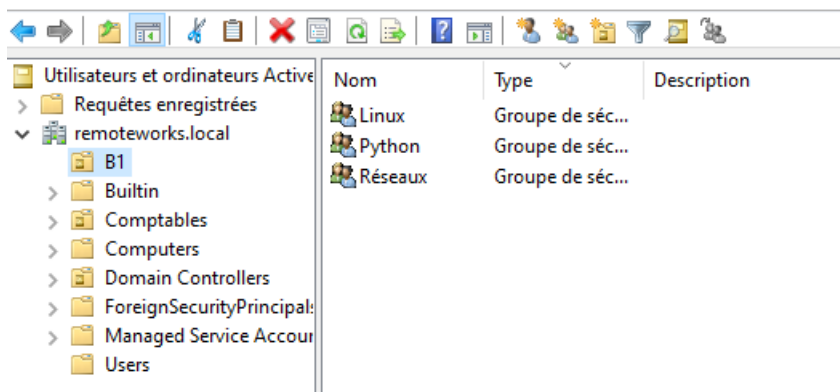 Utilisateurs et ordinateurs Active
Requêtes enregistrées
remoteworks.local
B1
Builtin
Comptables
Computers
Domain Controllers
ForeignSecurityPrincipals
Managed Service Accour
Users
Nom Type Description
Linux Groupe de séc...
Python Groupe de séc...
Réseaux Groupe de séc...